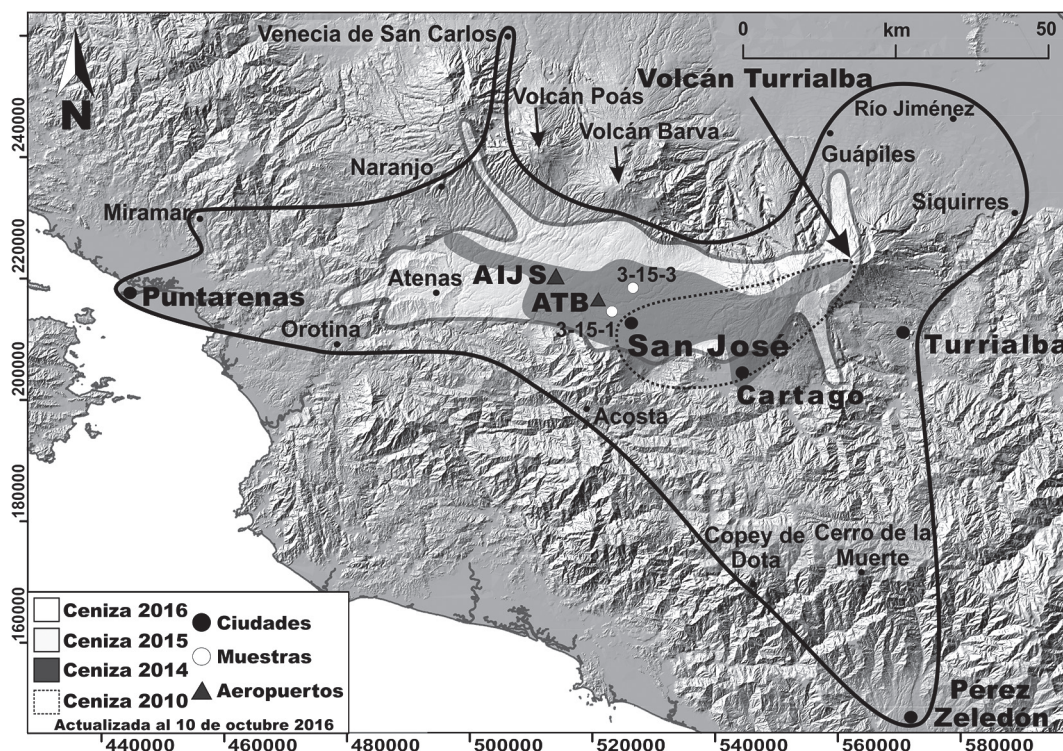 Venecia de San Carlos
0 km 50
Volcán Turrialba
Volcán Poás
Volcán Barva
Río Jiménez
N
Guápiles
Naranjo
Siquirres
Miramar
Atenas
AIJS
3-15-3
ATB
Puntarenas
3-15-1
Orotina
San José
Turrialba
Cartago
Acosta
Copey de
Dota
Cerro de la
Muerte
Pérez
Zeledón
Ceniza 2016
Ceniza 2015
Ceniza 2014
Ceniza 2010
Ciudades
Muestras
Aeropuertos
Actualizada al 10 de octubre 2016
240000
220000
200000
180000
160000
440000 460000 480000 500000 520000 540000 560000 580000